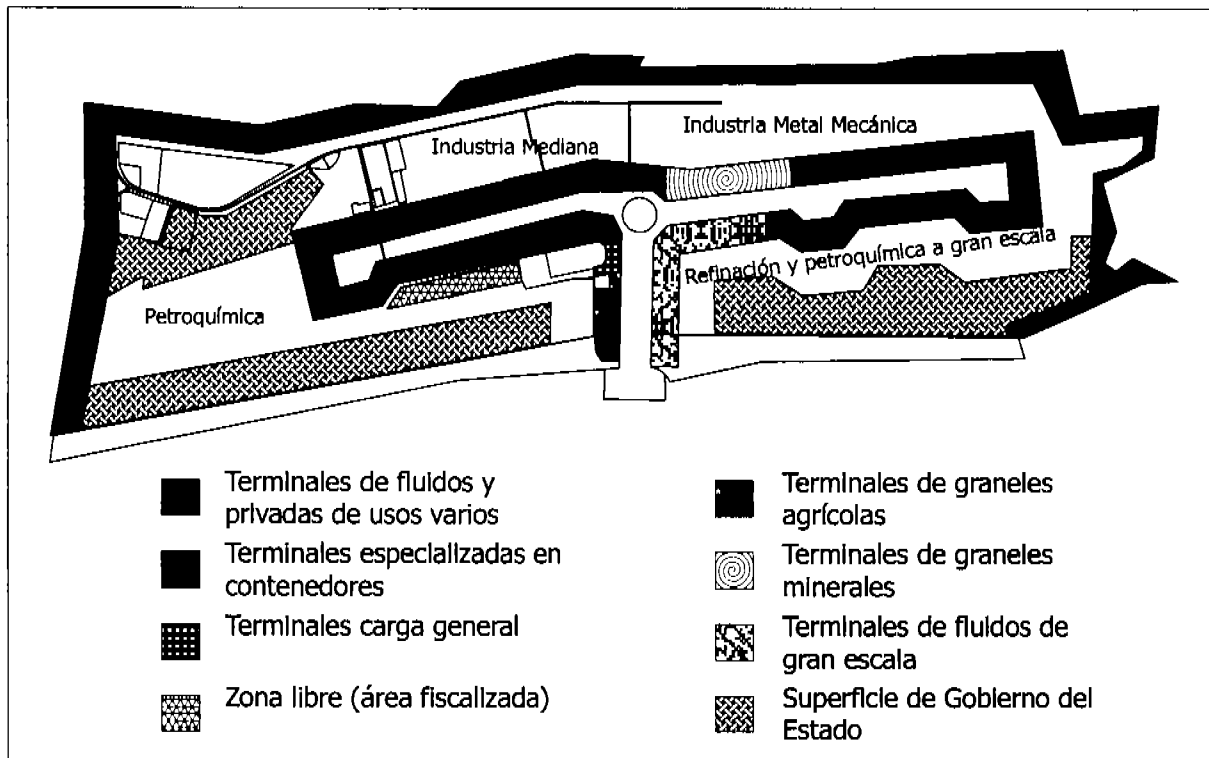 Industria Metal Mecánica
Industria Mediana
Refinación y petroquímica a gran escala
Petroquímica
Terminales de fluidos y
privadas de usos varios
Terminales especializadas en
contenedores
Terminales carga general
Zona libre (área fiscalizada)
Terminales de graneles
agrícolas
Terminales de graneles
minerales
Terminales de fluidos de
gran escala
Superficie de Gobierno del
Estado